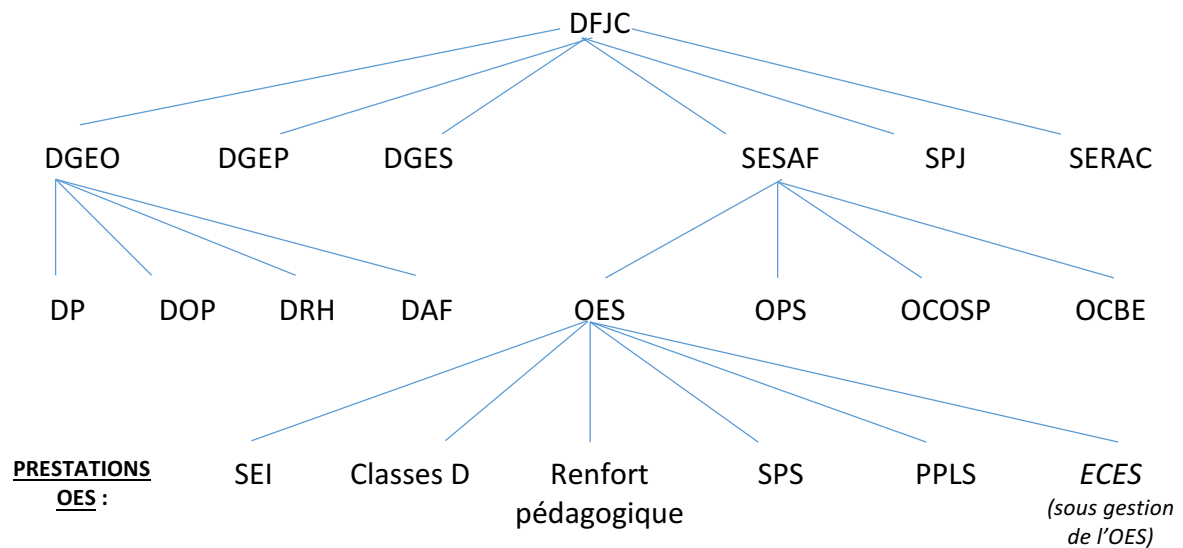 DFJC
DGEO DGEP DGES SESAF SPJ SERAC
DP DOP DRH DAF OES OPS OCOSP OCBE
PRESTATIONS
OES :
SEI Classes D Renfort
pédagogique
SPS PPLS ECES
(sous gestion
de l’OES)